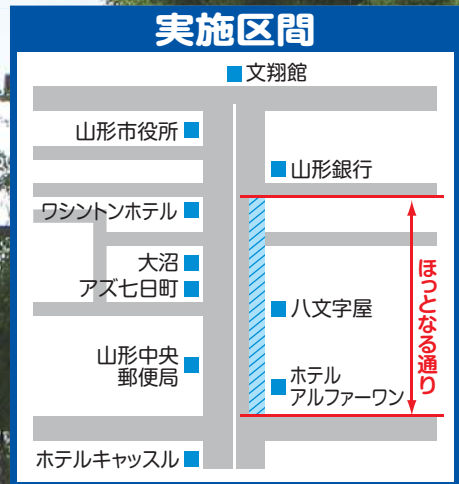 実施区間
文翔館
山形市役所
山形銀行
ワシントンホテル
大沼
アズ七日町
八文字屋
山形中央
郵便局
ホテル
アルファーワン
ホテルキャッスル
ほっとなる通り